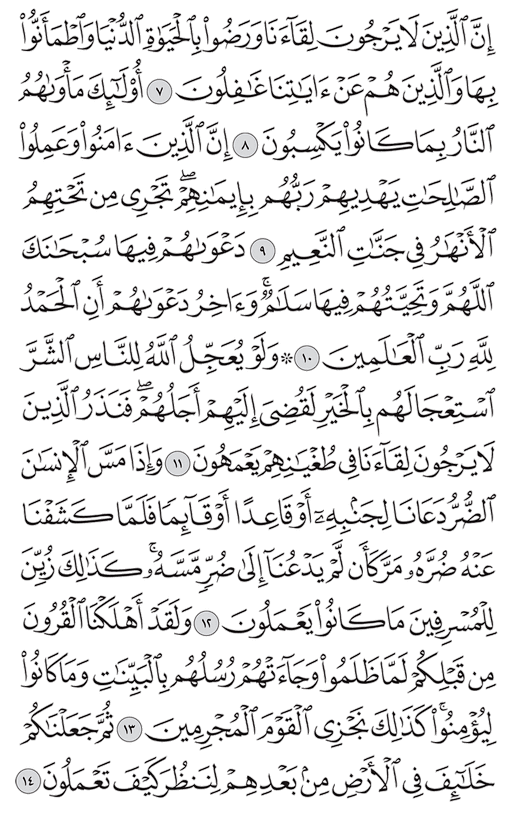 إِنَّ ٱلَّذِينَ لَا يَرْجُونَ لِقَآءَنَا وَرَضُوا۟ بِٱلْحَيَوٰةِ ٱلدُّنْيَا وَٱطْمَأَنُّوا۟
بِهَا وَٱلَّذِينَ هُمْ عَنْ ءَايَـٰتِنَا غَـٰفِلُونَ ٧ أُو۟لَـٰٓئِكَ مَأْوَىٰهُمُ
ٱلنَّارُ بِمَا كَانُوا۟ يَكْسِبُونَ ٨ إِنَّ ٱلَّذِينَ ءَامَنُوا۟ وَعَمِلُوا۟
ٱلصَّـٰلِحَـٰتِ يَهْدِيهِمْ رَبُّهُم بِإِيمَـٰنِهِمْ ۖ تَجْرِى مِن تَحْتِهِمُ
ٱلْأَنْهَـٰرُ فِى جَنَّـٰتِ ٱلنَّعِيمِ ٩ دَعْوَىٰهُمْ فِيهَا سُبْحَـٰنَكَ
ٱللَّهُمَّ وَتَحِيَّتُهُمْ فِيهَا سَلَـٰمٌ ۚ وَءَاخِرُ دَعْوَىٰهُمْ أَنِ ٱلْحَمْدُ
لِلَّهِ رَبِّ ٱلْعَـٰلَمِينَ ١٠ ۞ وَلَوْ يُعَجِّلُ ٱللَّهُ لِلنَّاسِ ٱلشَّرَّ
ٱسْتِعْجَالَهُم بِٱلْخَيْرِ لَقُضِىَ إِلَيْهِمْ أَجَلُهُمْ ۖ فَنَذَرُ ٱلَّذِينَ
لَا يَرْجُونَ لِقَآءَنَا فِى طُغْيَـٰنِهِمْ يَعْمَهُونَ ١١ وَإِذَا مَسَّ ٱلْإِنسَـٰنَ
ٱلضُّرُّ دَعَانَا لِجَنۢبِهِۦٓ أَوْ قَاعِدًا أَوْ قَآئِمًا فَلَمَّا كَشَفْنَا
عَنْهُ ضُرَّهُۥ مَرَّ كَأَن لَّمْ يَدْعُنَآ إِلَىٰ ضُرٍّ مَّسَّهُۥ ۚ كَذَٰلِكَ زُيِّنَ
لِلْمُسْرِفِينَ مَا كَانُوا۟ يَعْمَلُونَ ١٢ وَلَقَدْ أَهْلَكْنَا ٱلْقُرُونَ
مِن قَبْلِكُمْ لَمَّا ظَلَمُوا۟ وَجَآءَتْهُمْ رُسُلُهُم بِٱلْبَيِّنَـٰتِ وَمَا كَانُوا۟
لِيُؤْمِنُوا۟ ۚ كَذَٰلِكَ نَجْزِى ٱلْقَوْمَ ٱلْمُجْرِمِينَ ١٣ ثُمَّ جَعَلْنَـٰكُمْ
خَلَـٰٓئِفَ فِى ٱلْأَرْضِ مِنۢ بَعْدِهِمْ لِنَنظُرَ كَيْفَ تَعْمَلُونَ ١٤